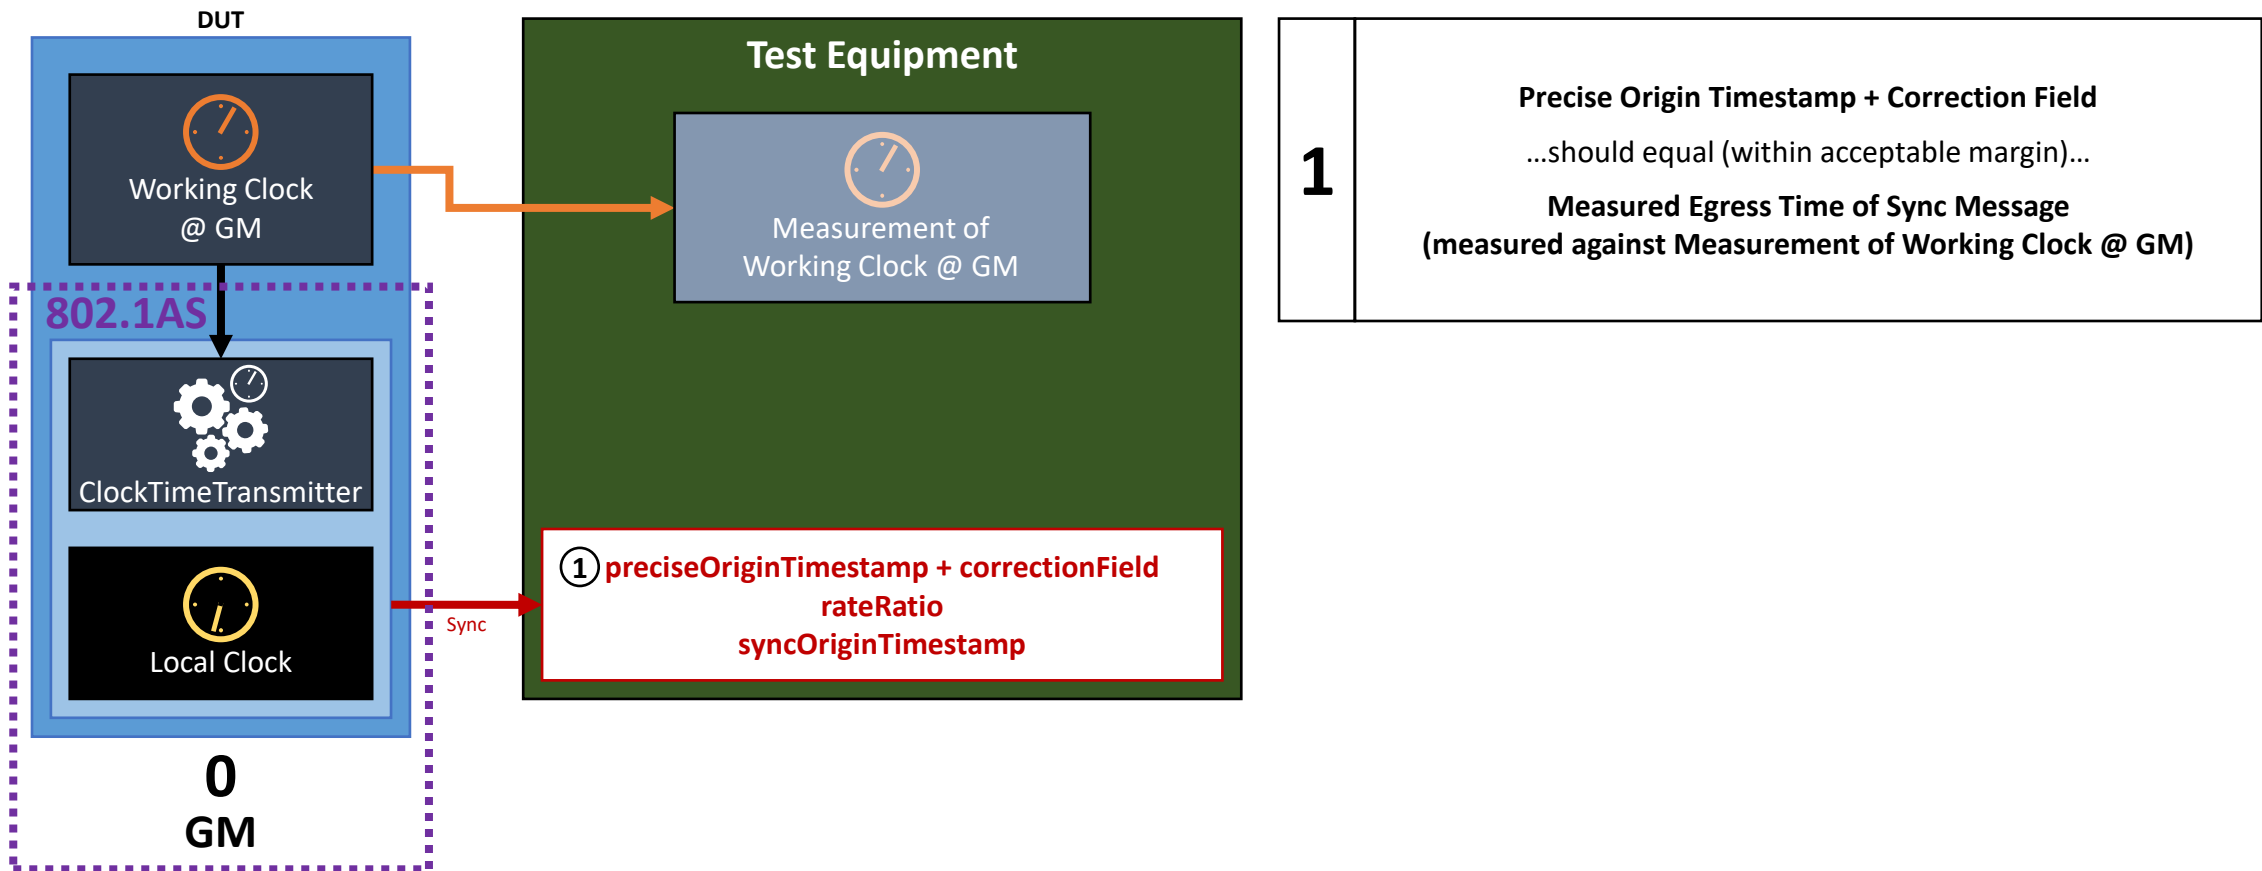 DUT
Working Clock
@ GM
802.1AS
ClockTimeTransmitter
Local Clock
0
GM
Sync
Test Equipment
Measurement of
Working Clock @ GM
1 preciseOriginTimestamp + correctionField
rateRatio
syncOriginTimestamp
1
Precise Origin Timestamp + Correction Field
...should equal (within acceptable margin)...
Measured Egress Time of Sync Message
(measured against Measurement of Working Clock @ GM)